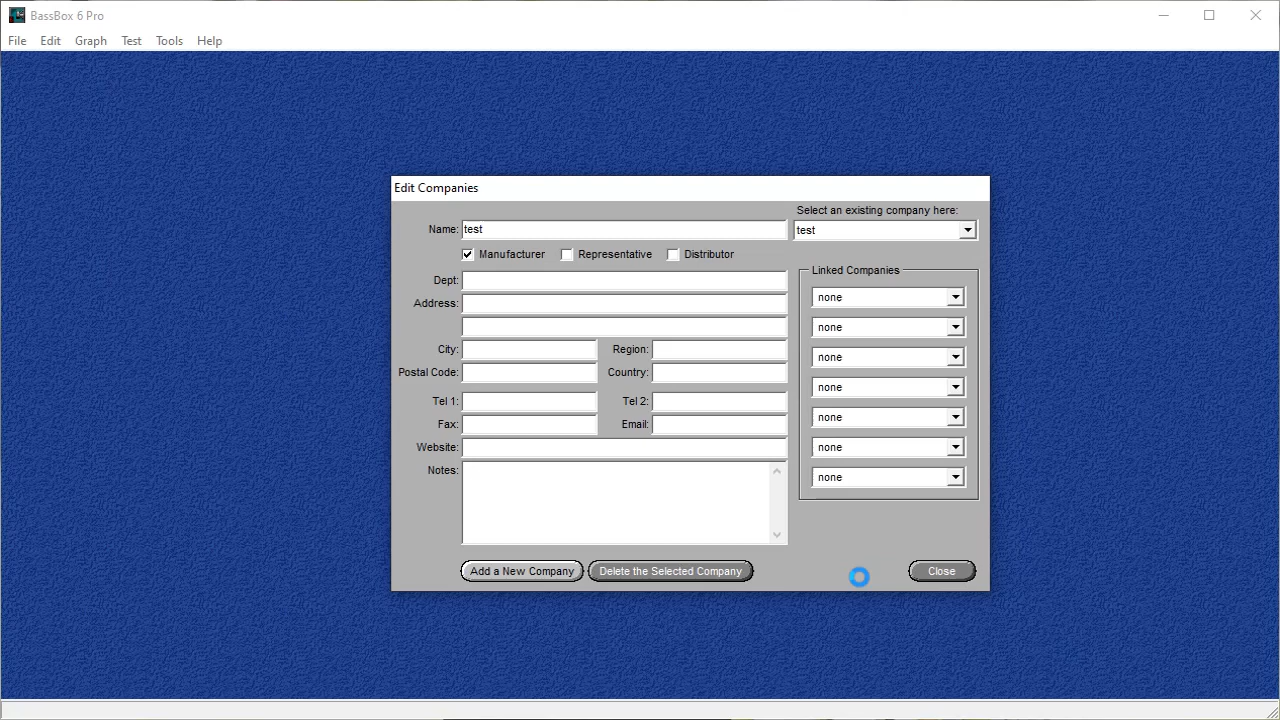 BassBox 6 Pro
File Edit Graph Test Tools Help
Edit Companies
Select an existing company here:
Name: test test
Manufacturer Representative Distributor
Linked Companies
Dept:
none
Address:
none
City: Region:
none
Postal Code: Country:
none
Tel 1: Tel 2:
none
Fax: Email:
Website:
none
Notes:
none
Add a New Company Delete the Selected Company Close